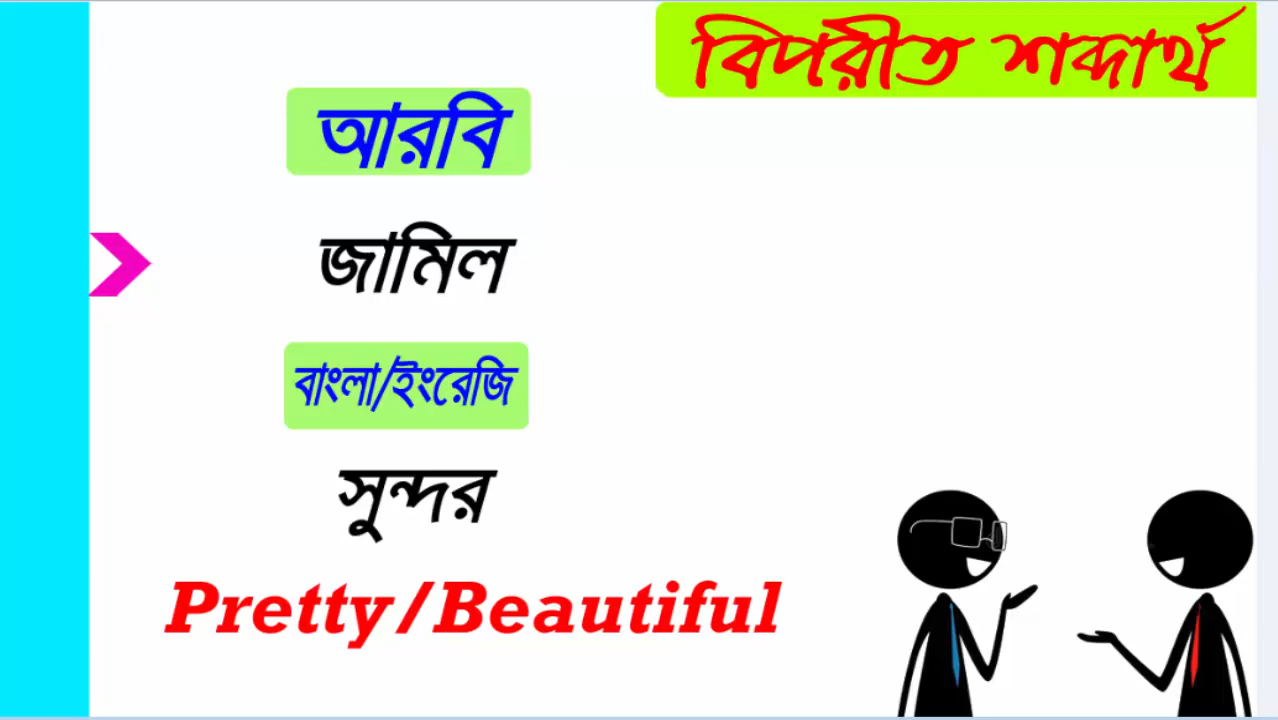 বিপরীত শব্দার্থ
আরবি
জামিল
বাংলা/ইংরেজি
সুন্দর
Pretty/Beautiful